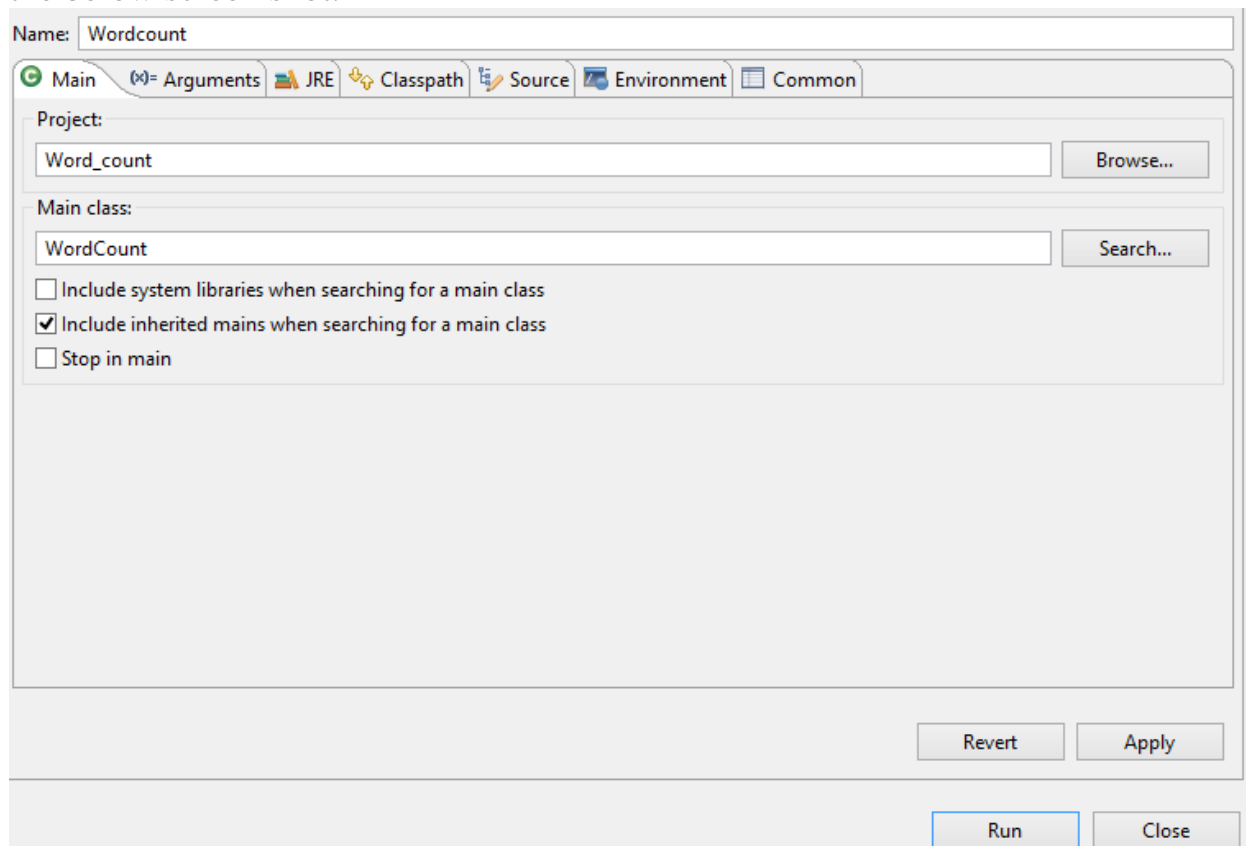 Name: Wordcount
Main (x)= Arguments JRE Classpath Source Environment Common
Project:
Word_count Browse...
Main class:
WordCount Search...
Include system libraries when searching for a main class
Include inherited mains when searching for a main class
Stop in main
Revert Apply
Run Close